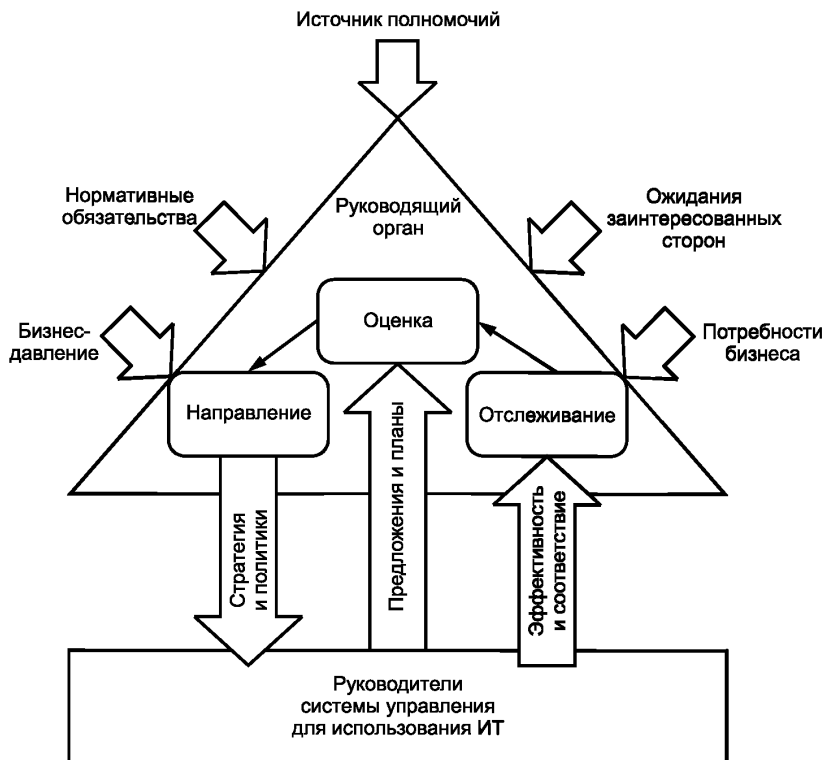 Источник полномочий
Нормативные
обязательства
Руководящий
орган
Ожидания
заинтересованных
сторон
Бизнес-
давление
Оценка
Потребности
бизнеса
Направление
Отслеживание
Стратегия
и политики
Предложения и планы
Эффективность
и соответствие
Руководители
системы управления
для использования ИТ